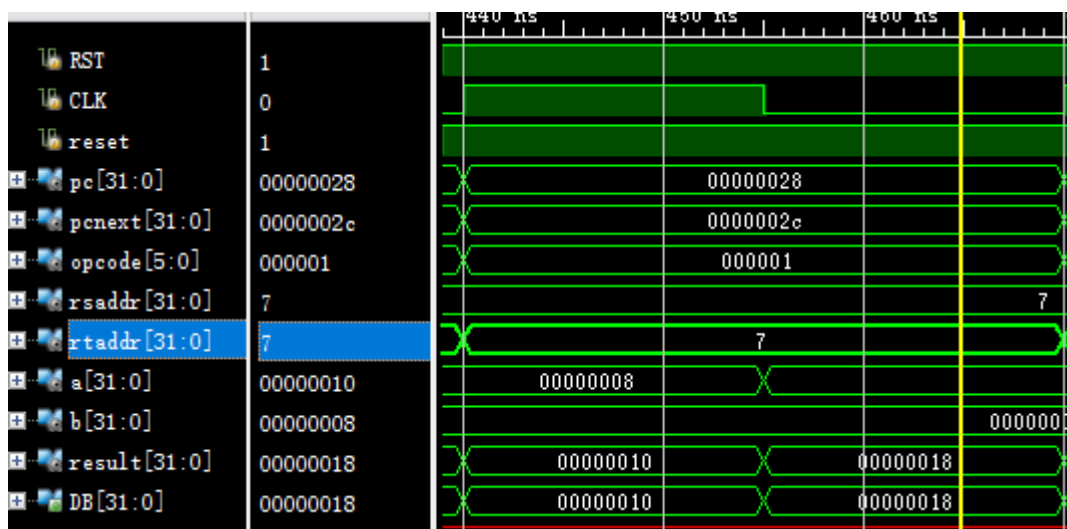 440 ns 450 ns 460 ns
RST 1
CLK 0
reset 1
pc[31:0] 00000028 00000028
pcnext[31:0] 0000002c 0000002c
opcode[5:0] 000001 000001
rsaddr[31:0] 7 7
rtaddr[31:0] 7 7
a[31:0] 00000010 00000008
b[31:0] 00000008 000000
result[31:0] 00000018 00000010 00000018
DB[31:0] 00000018 00000010 00000018